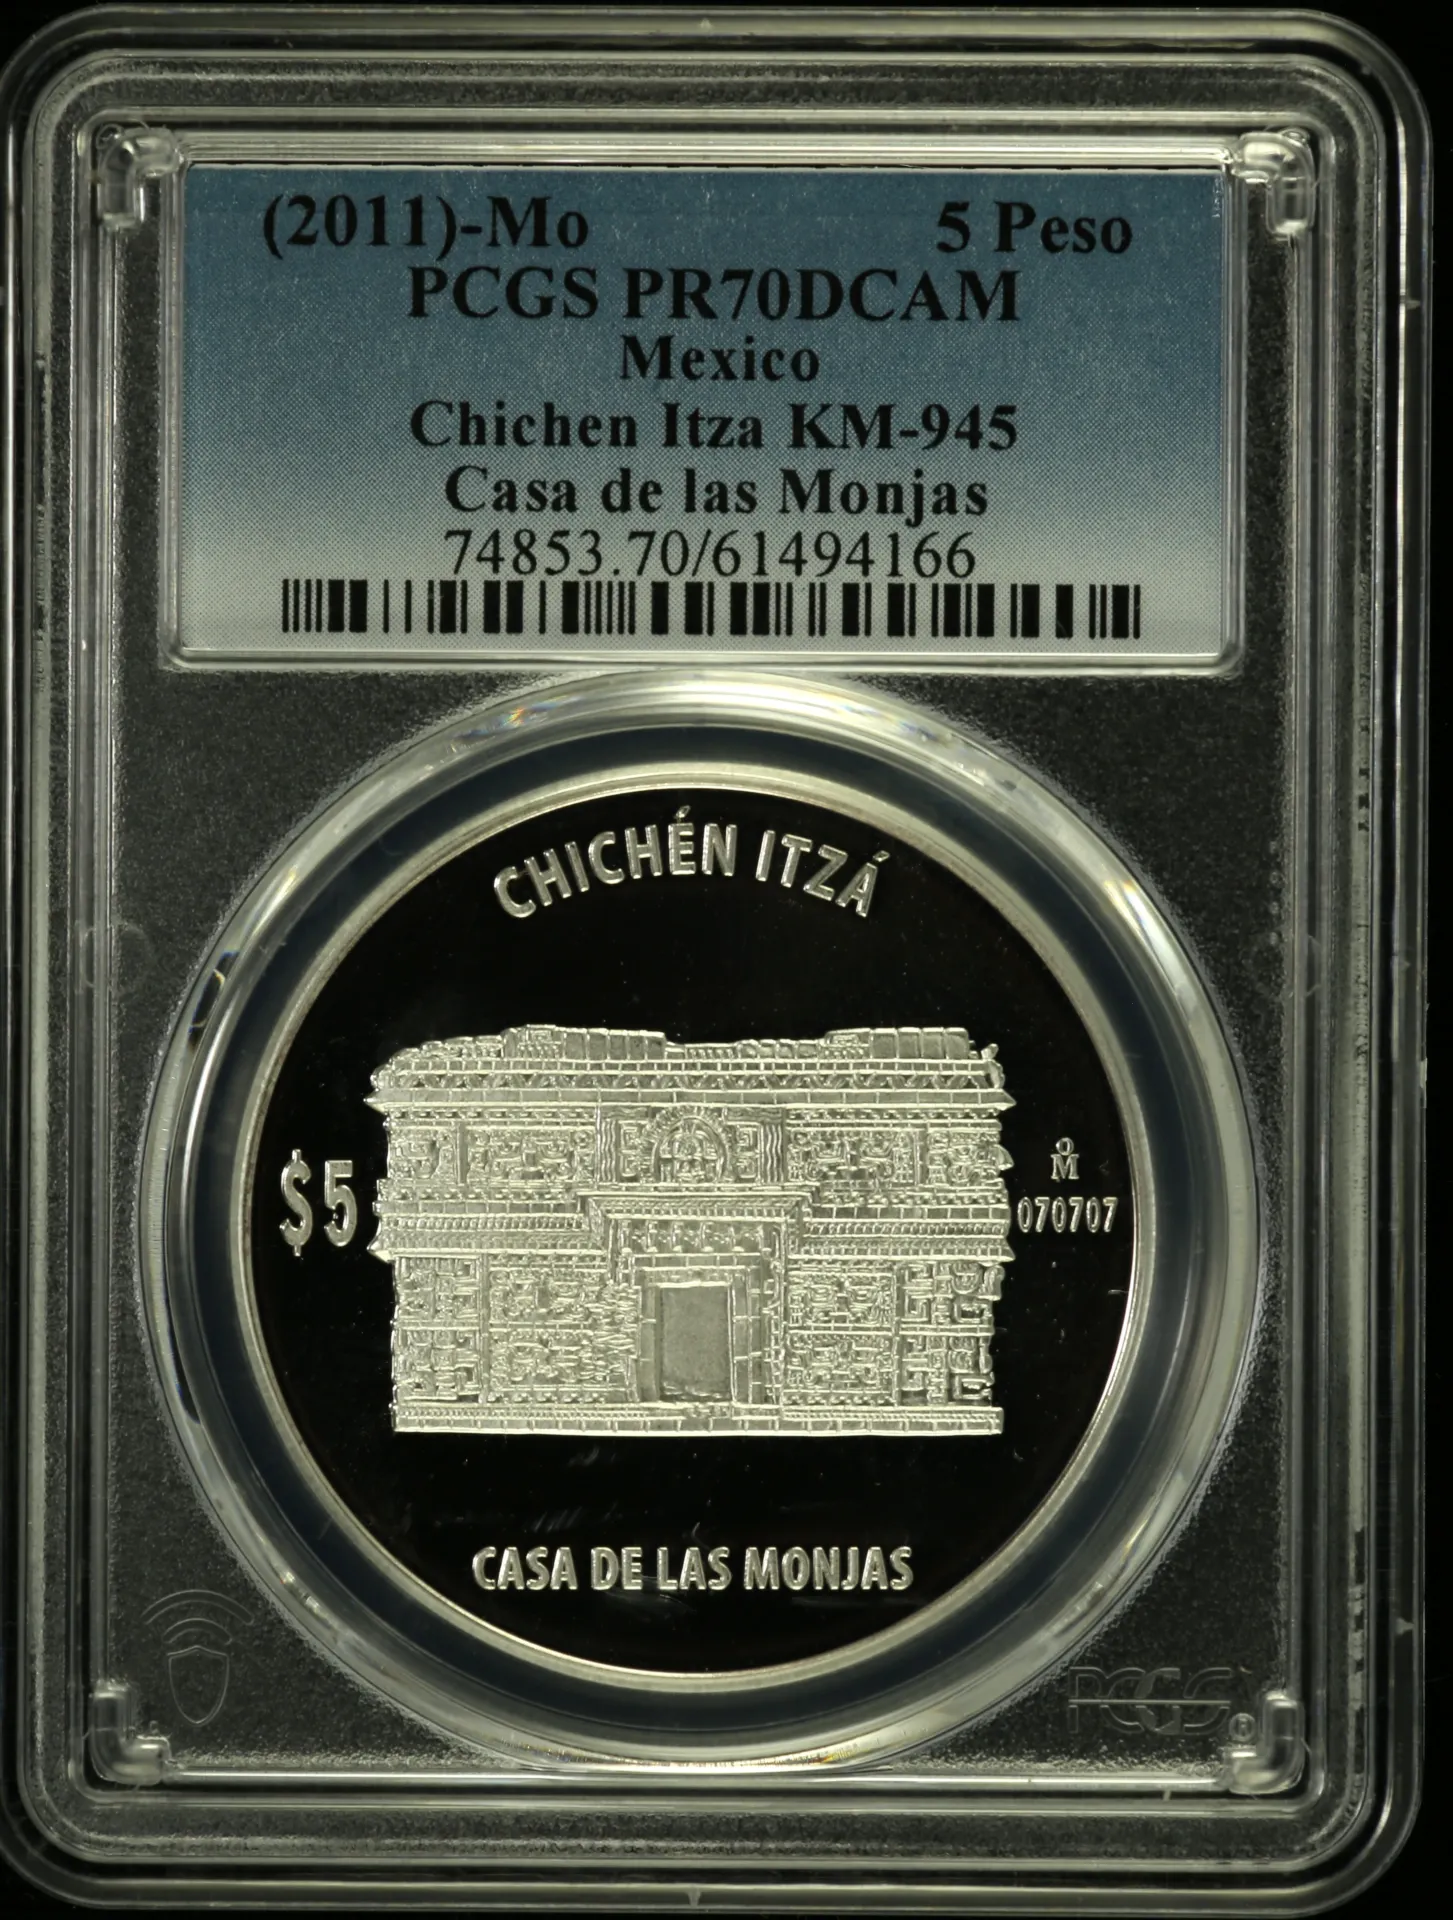 (2011)-Mo 5 Peso
PCGS PR70DCAM
Mexico
Chichen Itza KM-945
Casa de las Monjas
74853.70/61494166
CHICHÉN ITZÁ
$5
oM
070707
CASA DE LAS MONJAS
PCGS®